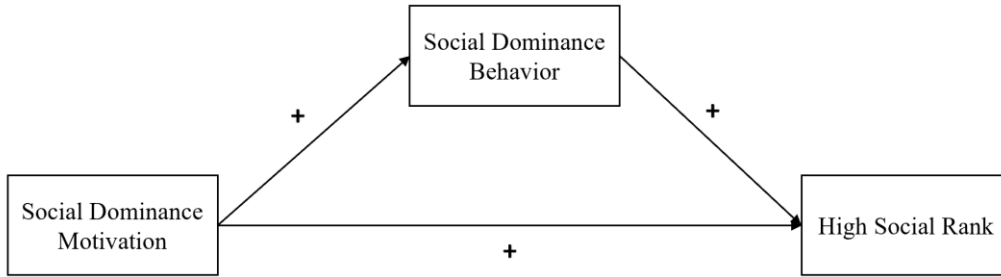 Social Dominance
Behavior
+
+
Social Dominance
Motivation
High Social Rank
+